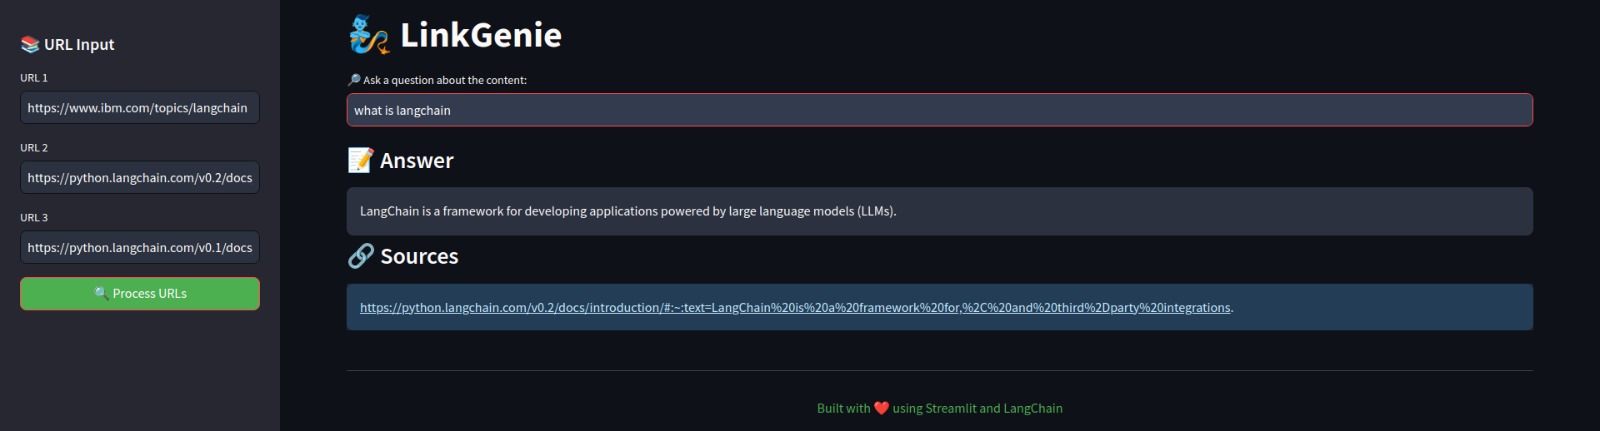 📚 URL Input
URL 1
https://www.ibm.com/topics/langchain
URL 2
https://python.langchain.com/v0.2/docs
URL 3
https://python.langchain.com/v0.1/docs
🔍 Process URLs
🧞‍♂️ LinkGenie
🔎 Ask a question about the content:
what is langchain
📝 Answer
LangChain is a framework for developing applications powered by large language models (LLMs).
🔗 Sources
https://python.langchain.com/v0.2/docs/introduction/#:~:text=LangChain%20is%20a%20framework%20for,%2C%20and%20third%2Dparty%20integrations.
Built with ❤️ using Streamlit and LangChain